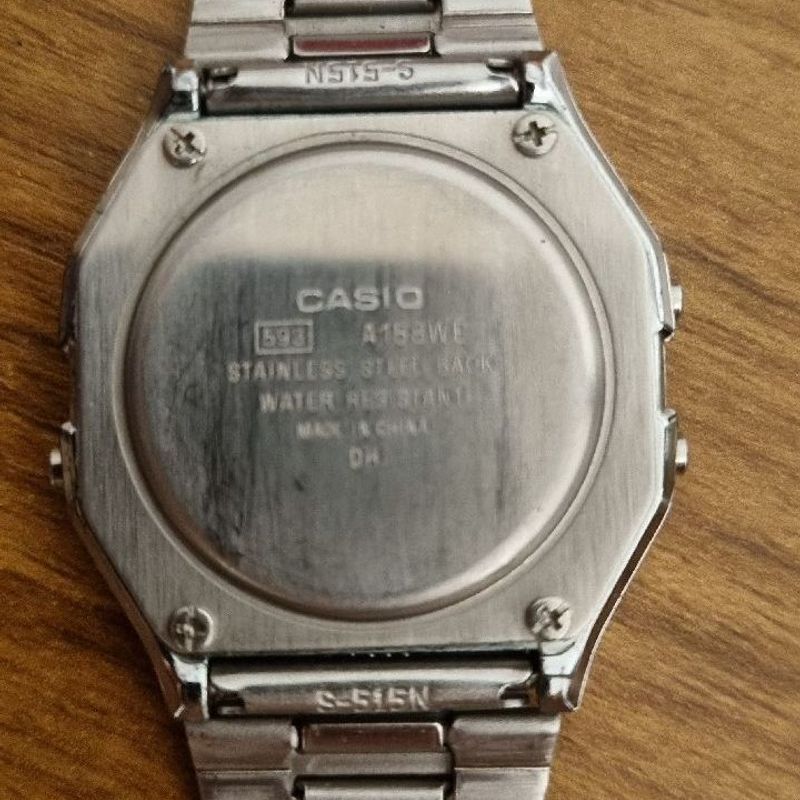 S-515N
CASIO
593 A158WE
STAINLESS STEEL BACK
WATER RESISTANT
MADE IN CHINA
DH
S-515N